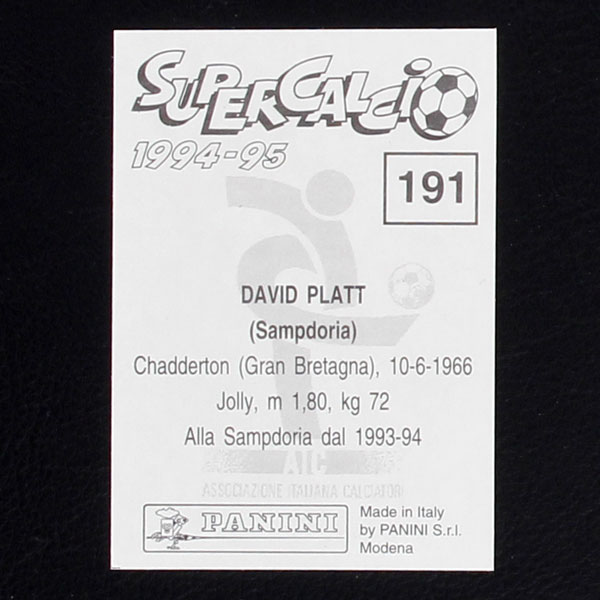 SUPERCALCIO
1994-95
191
DAVID PLATT
(Sampdoria)
Chadderton (Gran Bretagna), 10-6-1966
Jolly, m 1,80, kg 72
Alla Sampdoria dal 1993-94
AIC
ASSOCIAZIONE ITALIANA CALCIATORI
PANINI
Made in Italy
by PANINI S.r.l.
Modena